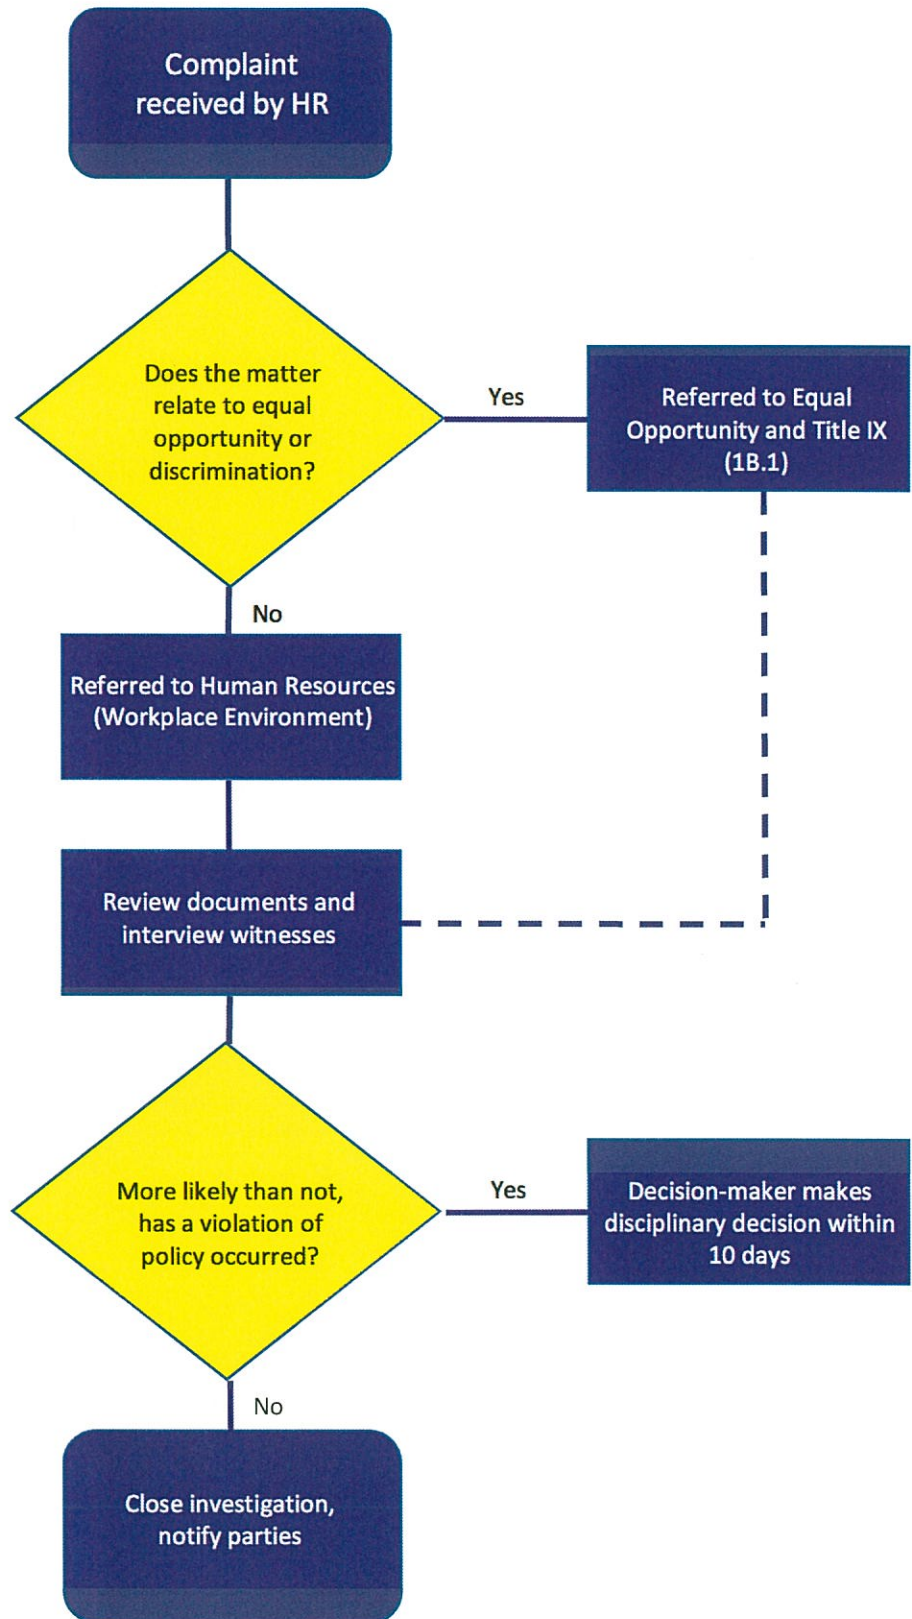 Complaint
received by HR
Does the matter
relate to equal
opportunity or
discrimination?
Yes
Referred to Equal
Opportunity and Title IX
(1B.1)
No
Referred to Human Resources
(Workplace Environment)
Review documents and
interview witnesses
More likely than not,
has a violation of
policy occurred?
Yes
Decision-maker makes
disciplinary decision within
10 days
No
Close investigation,
notify parties